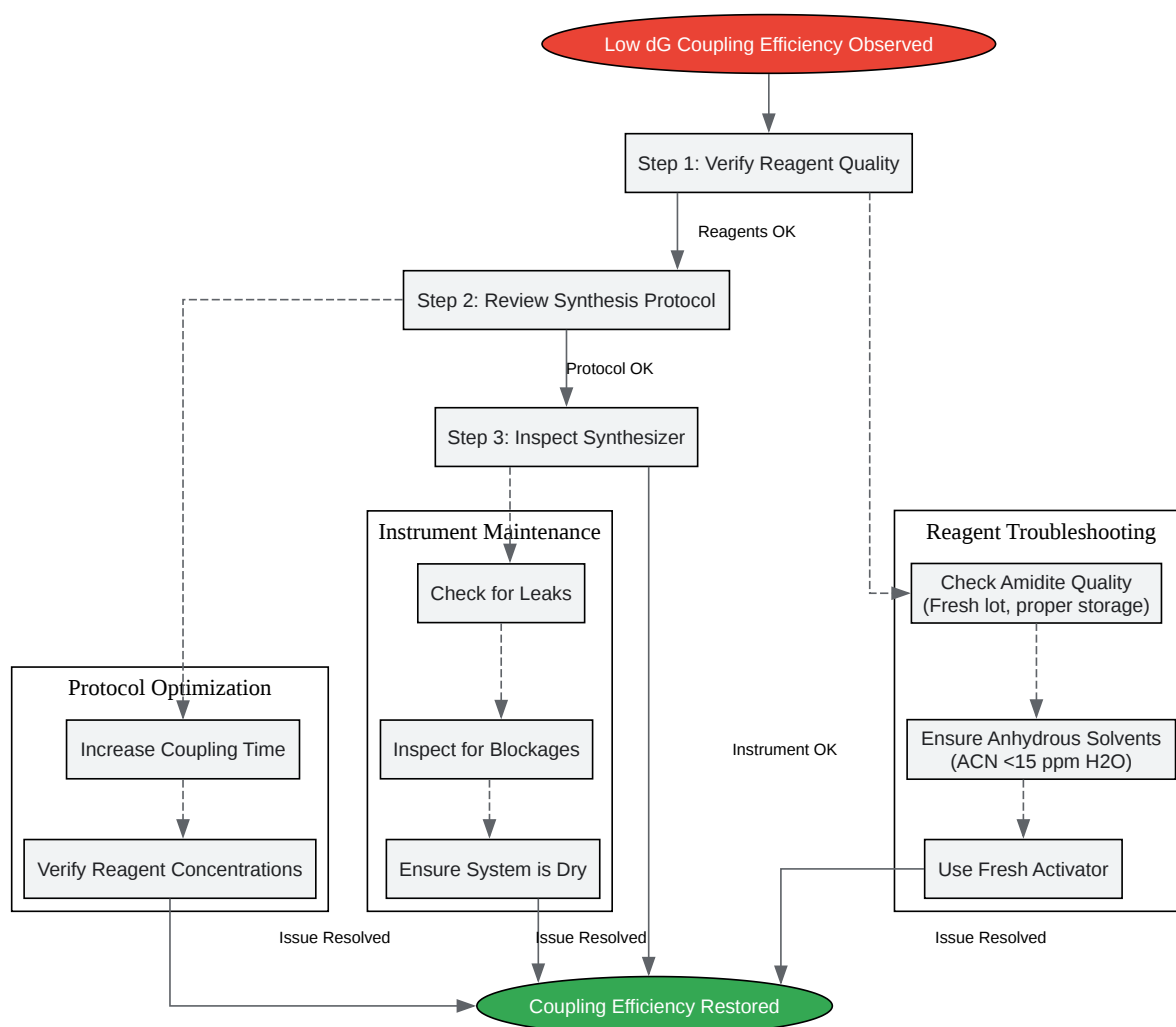 Low dG Coupling Efficiency Observed
Step 1: Verify Reagent Quality
Reagents OK
Step 2: Review Synthesis Protocol
Protocol OK
Step 3: Inspect Synthesizer
Instrument Maintenance
Reagent Troubleshooting
Check for Leaks
Check Amidite Quality
(Fresh lot, proper storage)
Protocol Optimization
Increase Coupling Time
Inspect for Blockages
Instrument OK
Ensure Anhydrous Solvents
(ACN <15 ppm H2O)
Verify Reagent Concentrations
Ensure System is Dry
Use Fresh Activator
Issue Resolved
Issue Resolved
Issue Resolved
Coupling Efficiency Restored